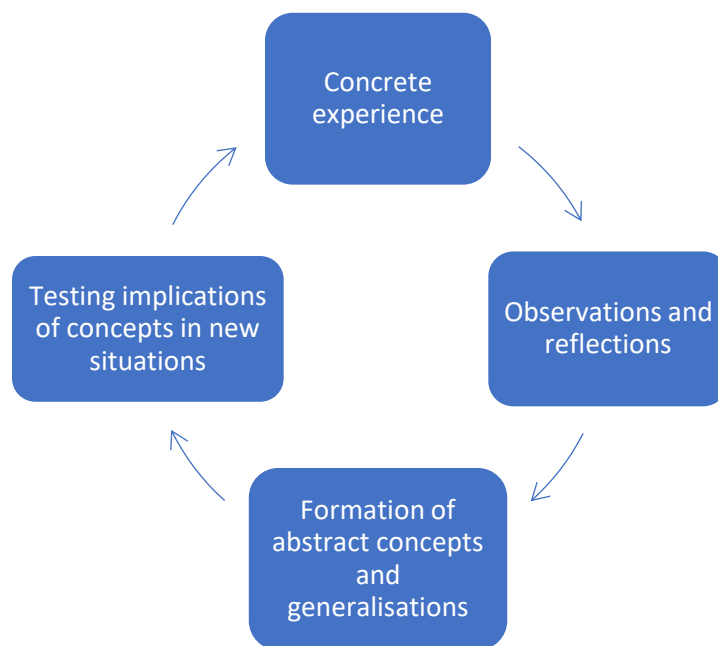 Concrete
experience
Observations and
reflections
Formation of
abstract concepts
and
generalisations
Testing implications
of concepts in new
situations